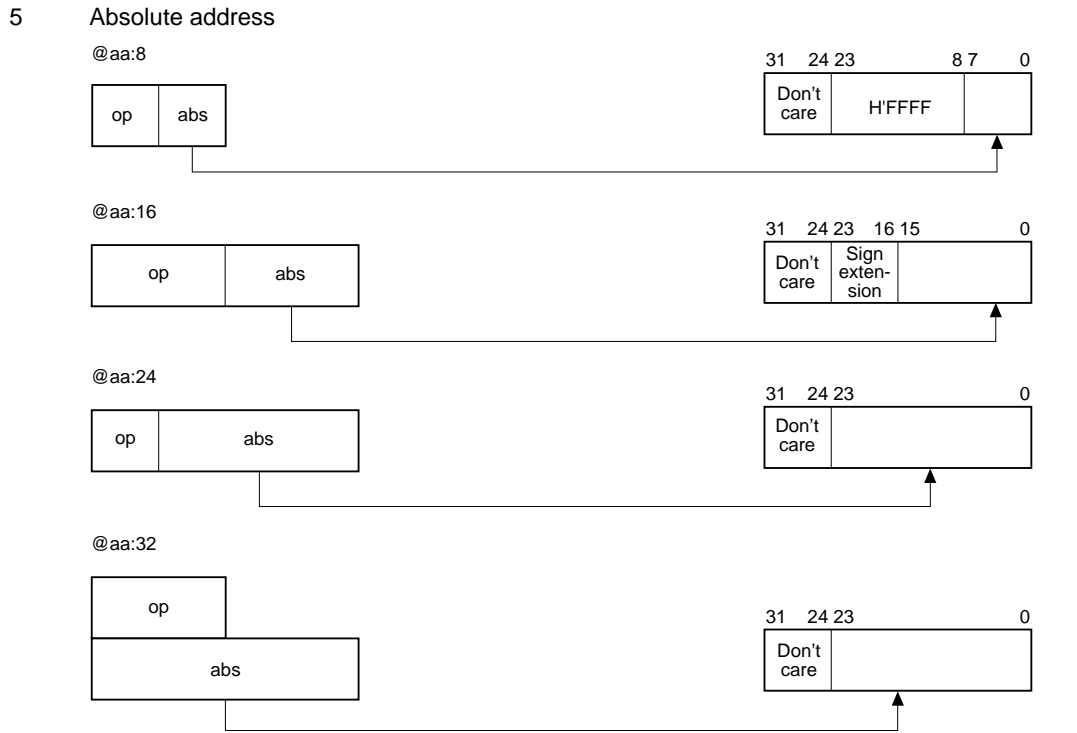 5 Absolute address
@aa:8
31 24 23 8 7 0
op abs
Don't
care
H'FFFF
@aa:16
31 24 23 16 15 0
op abs
Don't
care
Sign
exten-
sion
@aa:24
31 24 23 0
op abs
Don't
care
@aa:32
op
31 24 23 0
abs
Don't
care